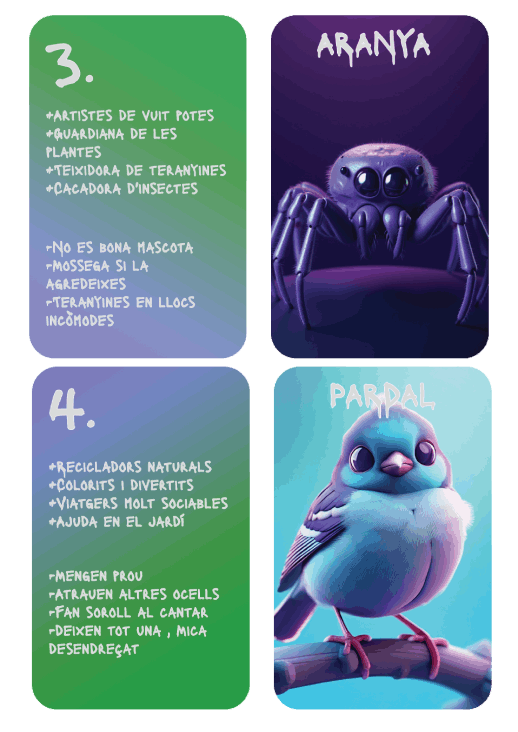 3.
+ARTISTES DE VUIT POTES
+GUARDIANA DE LES
PLANTES
+TEIXIDORA DE TERANYINES
+CACADORA D'INSECTES
-NO ES BONA MASCOTA
-MOSSEGA SI LA
AGREDEIXES
-TERANYINES EN LLOCS
INCÒMODES
ARANYA
4.
+RECICLADORS NATURALS
+COLORITS I DIVERTITS
+VIATGERS MOLT SOCIABLES
+AJUDA EN EL JARDÍ
-MENGEN PROU
-ATRAUEN ALTRES OCELLS
-FAN SOROLL AL CANTAR
-DEIXEN TOT UNA , MICA
DESENDREÇAT
PARDAL